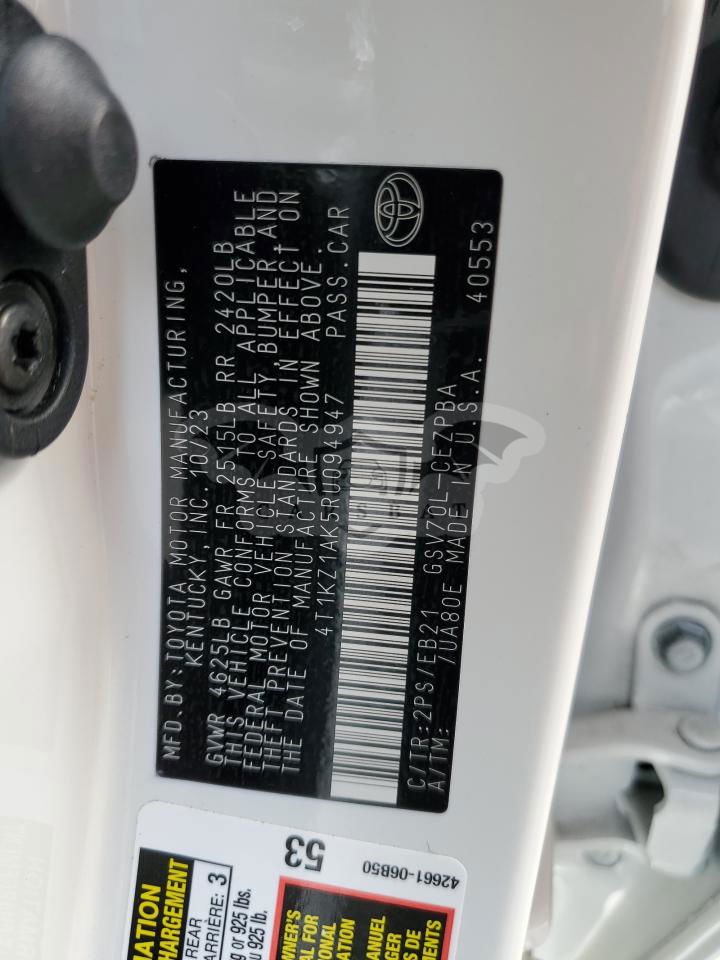 MFD. BY: TOYOTA MOTOR MANUFACTURING,
KENTUCKY, INC. 10/23
GVWR 4625LB GAWR FR 2515LB RR 2420LB
THIS VEHICLE CONFORMS TO ALL APPLICABLE
FEDERAL MOTOR VEHICLE SAFETY, BUMPER AND
THEFT PREVENTION STANDARDS IN EFFECT ON
THE DATE OF MANUFACTURE SHOWN ABOVE.
4T1KZ1AK5RU094947 PASS.CAR
C/TR:2PS/EB21 GSV70L-CEZPBA
A/TM: /UA80E MADE IN U.S.A. 40553
53
42661-06B50
REAR
ARRIÈRE: 3
g or 925 lbs.
u 925 lb.